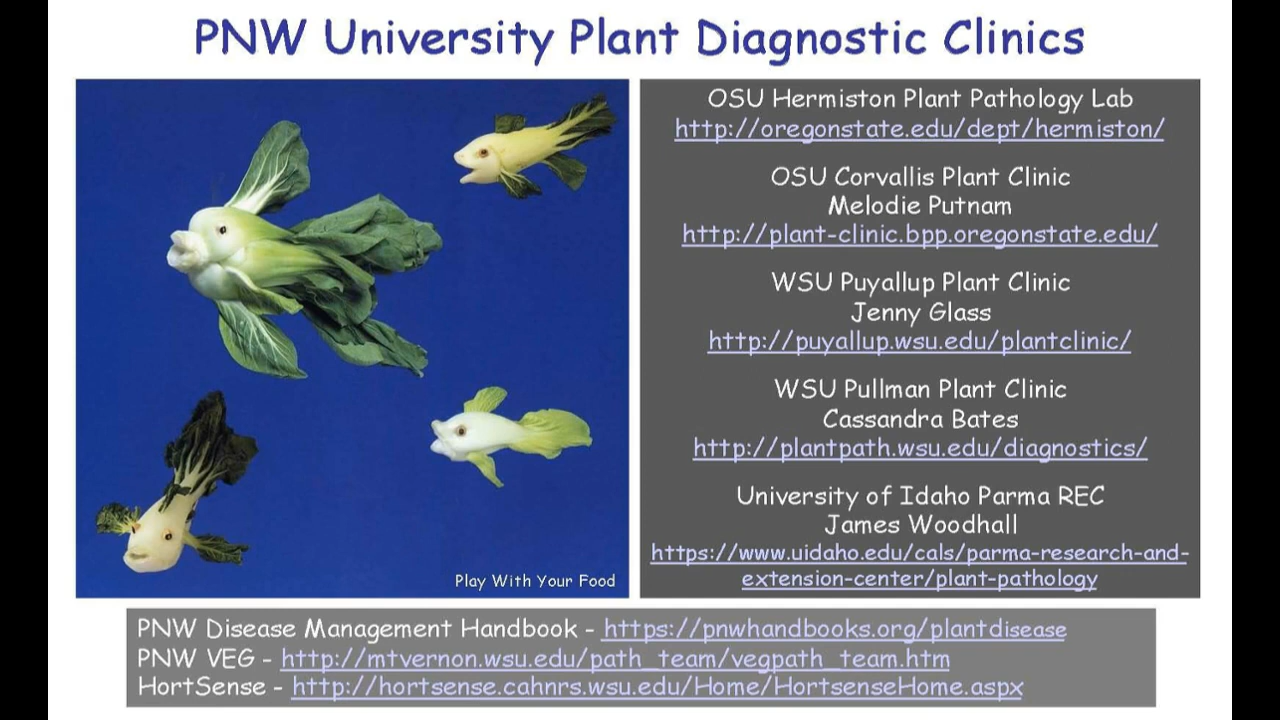 PNW University Plant Diagnostic Clinics
OSU Hermiston Plant Pathology Lab
http://oregonstate.edu/dept/hermiston/
OSU Corvallis Plant Clinic
Melodie Putnam
http://plant-clinic.bpp.oregonstate.edu/
WSU Puyallup Plant Clinic
Jenny Glass
http://puyallup.wsu.edu/plantclinic/
WSU Pullman Plant Clinic
Cassandra Bates
http://plantpath.wsu.edu/diagnostics/
University of Idaho Parma REC
James Woodhall
https://www.uidaho.edu/cals/parma-research-and-
extension-center/plant-pathology
Play With Your Food
PNW Disease Management Handbook - https://pnwhandbooks.org/plantdisease
PNW VEG - http://mtvernon.wsu.edu/path_team/vegpath_team.htm
HortSense - http://hortsense.cahnrs.wsu.edu/Home/HortsenseHome.aspx